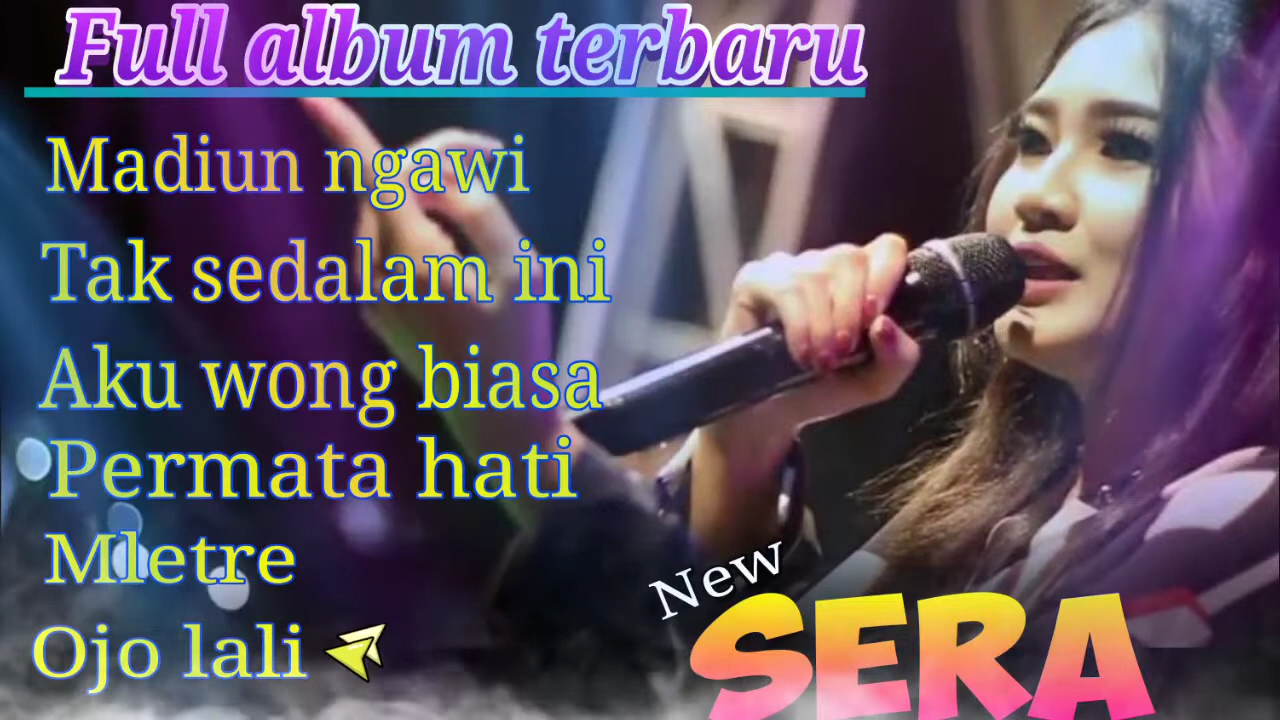 Full album terbaru
Madiun ngawi
Tak sedalam ini
Aku wong biasa
Permata hati
Mletre
Ojo lali
New
SERA